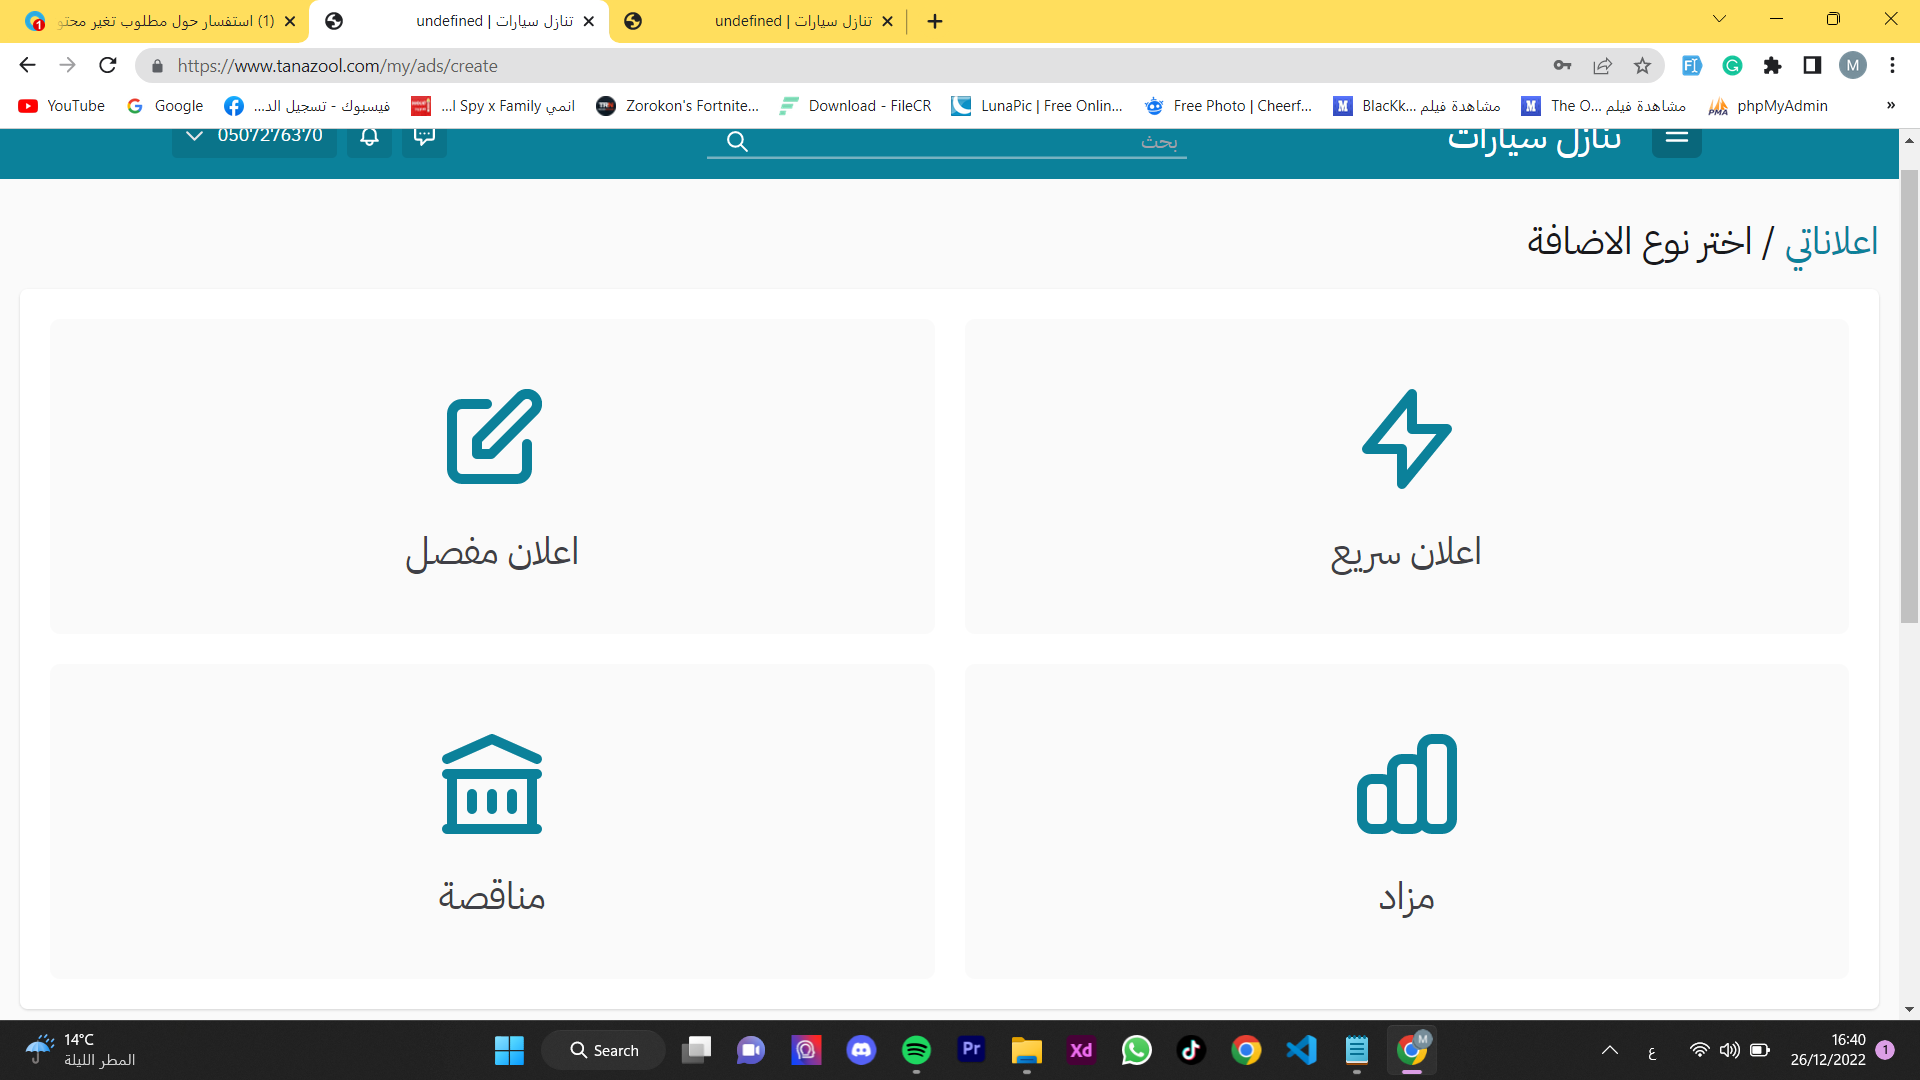 (1) استفسار حول مطلوب تغير محتو
تنازل سيارات | undefined
تنازل سيارات | undefined
https://www.tanazool.com/my/ads/create
M
YouTube
Google
فيسبوك - تسجيل الد...
انمي Spy x Family ا...
Zorokon's Fortnite...
Download - FileCR
LunaPic | Free Onlin...
Free Photo | Cheerf...
مشاهدة فيلم BlacKk...
مشاهدة فيلم The O...
phpMyAdmin
»
تنازل سيارات
بحث
0507276370
اعلاناتي / اختر نوع الاضافة
اعلان سريع
اعلان مفصل
مزاد
مناقصة
14°C
المطر الليلة
Search
Pr
Xd
M
ع
16:40
26/12/2022
1